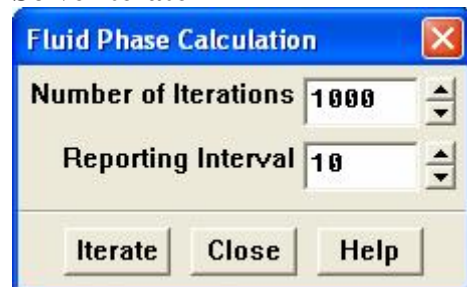 Fluid Phase Calculation
Number of Iterations 1000
Reporting Interval 10
Iterate Close Help